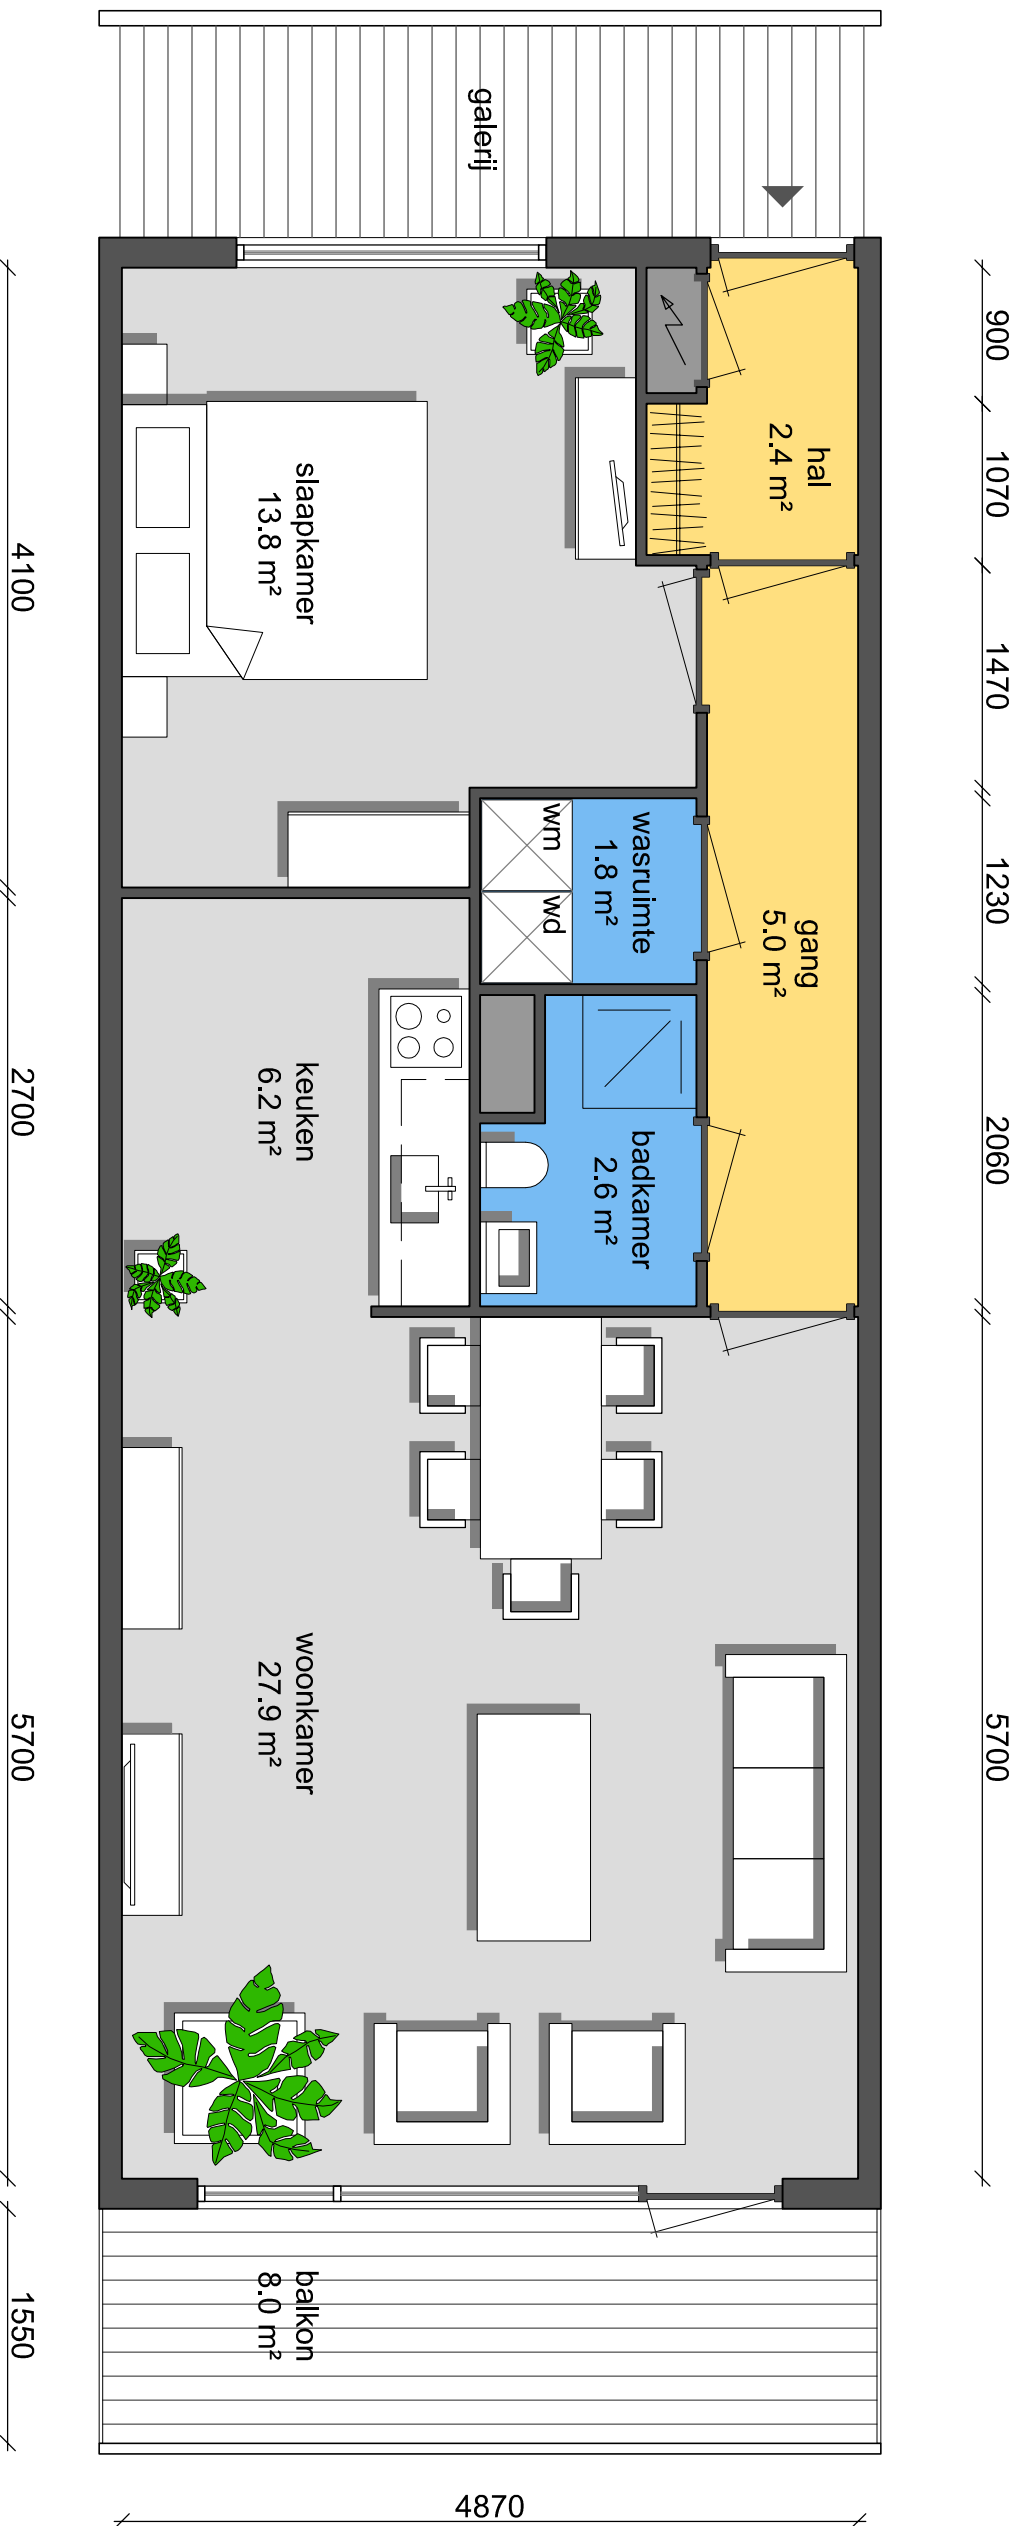 galerij
900
1070
1470
1230
2060
5700
hal
2.4 m²
slaapkamer
13.8 m²
4100
gang
5.0 m²
wasruimte
1.8 m²
wm
wd
keuken
6.2 m²
2700
badkamer
2.6 m²
woonkamer
27.9 m²
5700
balkon
8.0 m²
1550
4870